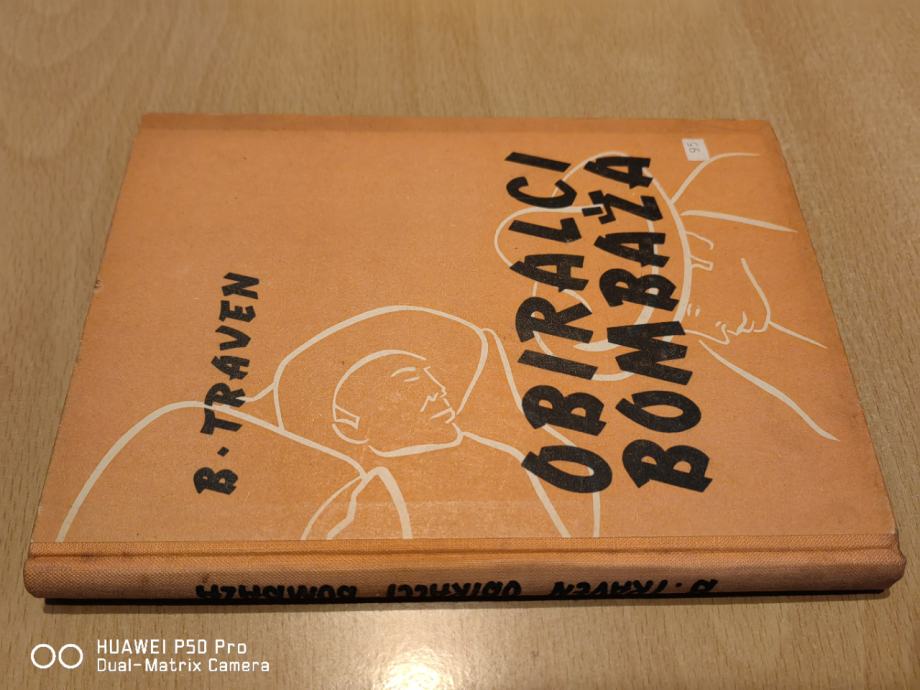 B. TRAVEN
OBIRALCI
BOMBAŽA
95
B. TRAVEN OBIRALCI BOMBAŽA
HUAWEI P50 Pro
Dual-Matrix Camera